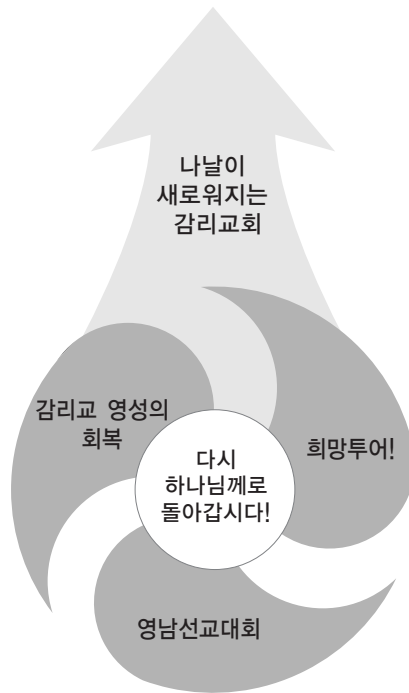 나날이
새로워지는
감리교회
감리교 영성의
회복
희망투어!
다시
하나님께로
돌아갑시다!
영남선교대회